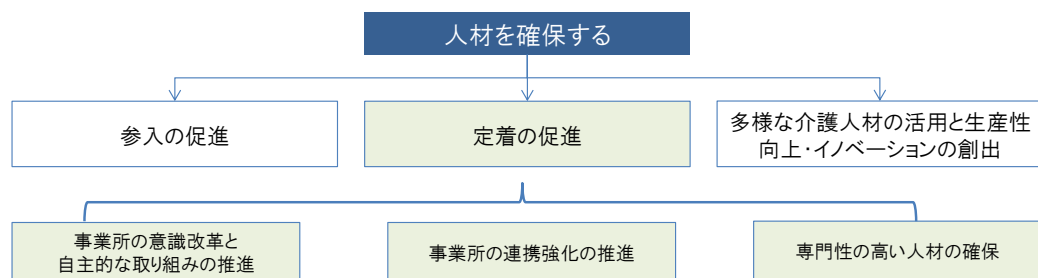 人材を確保する
参入の促進
定着の促進
多様な介護人材の活用と生産性
向上・イノベーションの創出
事業所の意識改革と
自主的な取り組みの推進
事業所の連携強化の推進
専門性の高い人材の確保